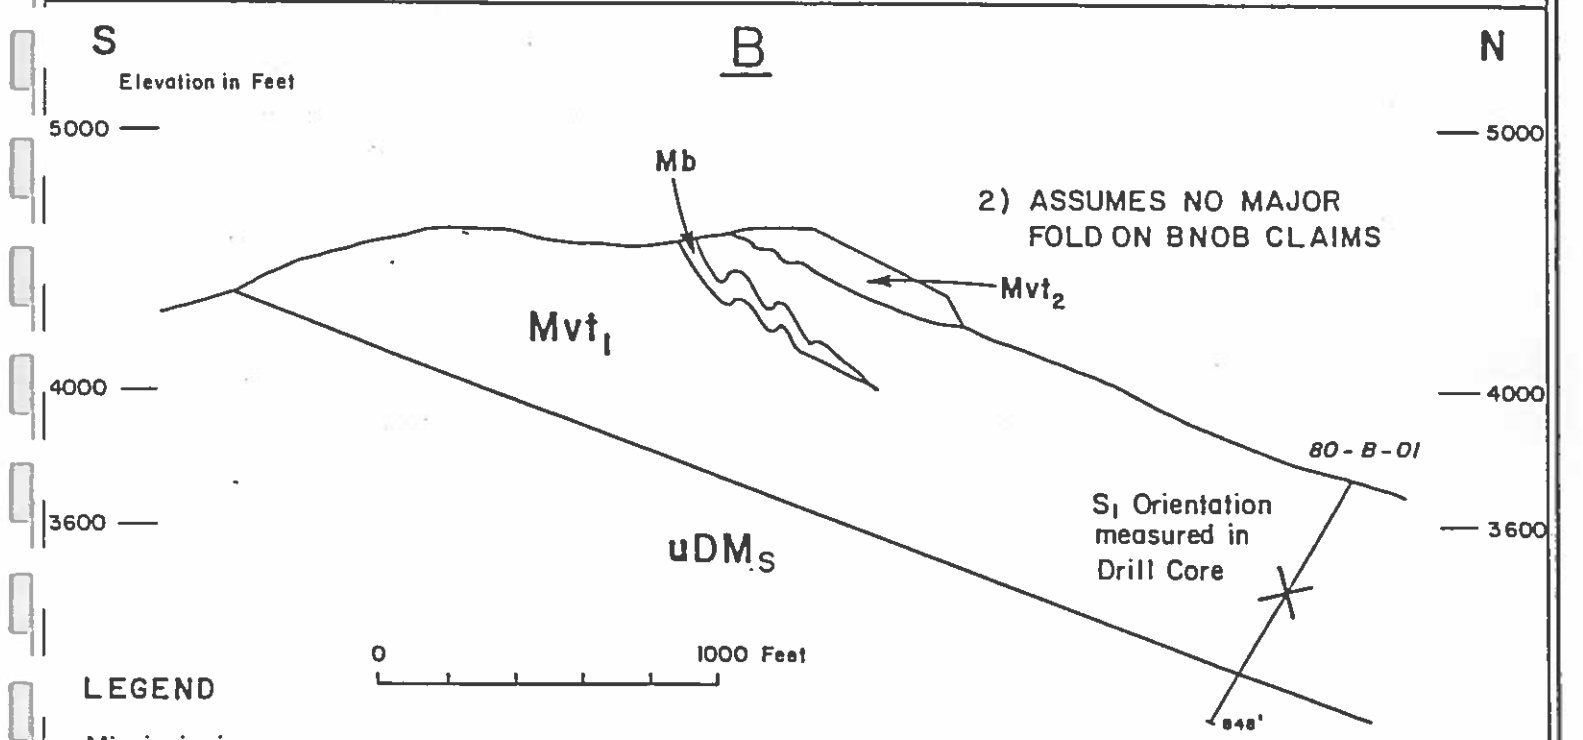 S
B
N
Elevation in Feet
5000
5000
Mb
2) ASSUMES NO MAJOR
FOLD ON BNOB CLAIMS
Mvt2
Mvt1
4000
4000
80-B-01
S1 Orientation
measured in
Drill Core
3600
3600
uDMS
0
1000 Feet
LEGEND
848'